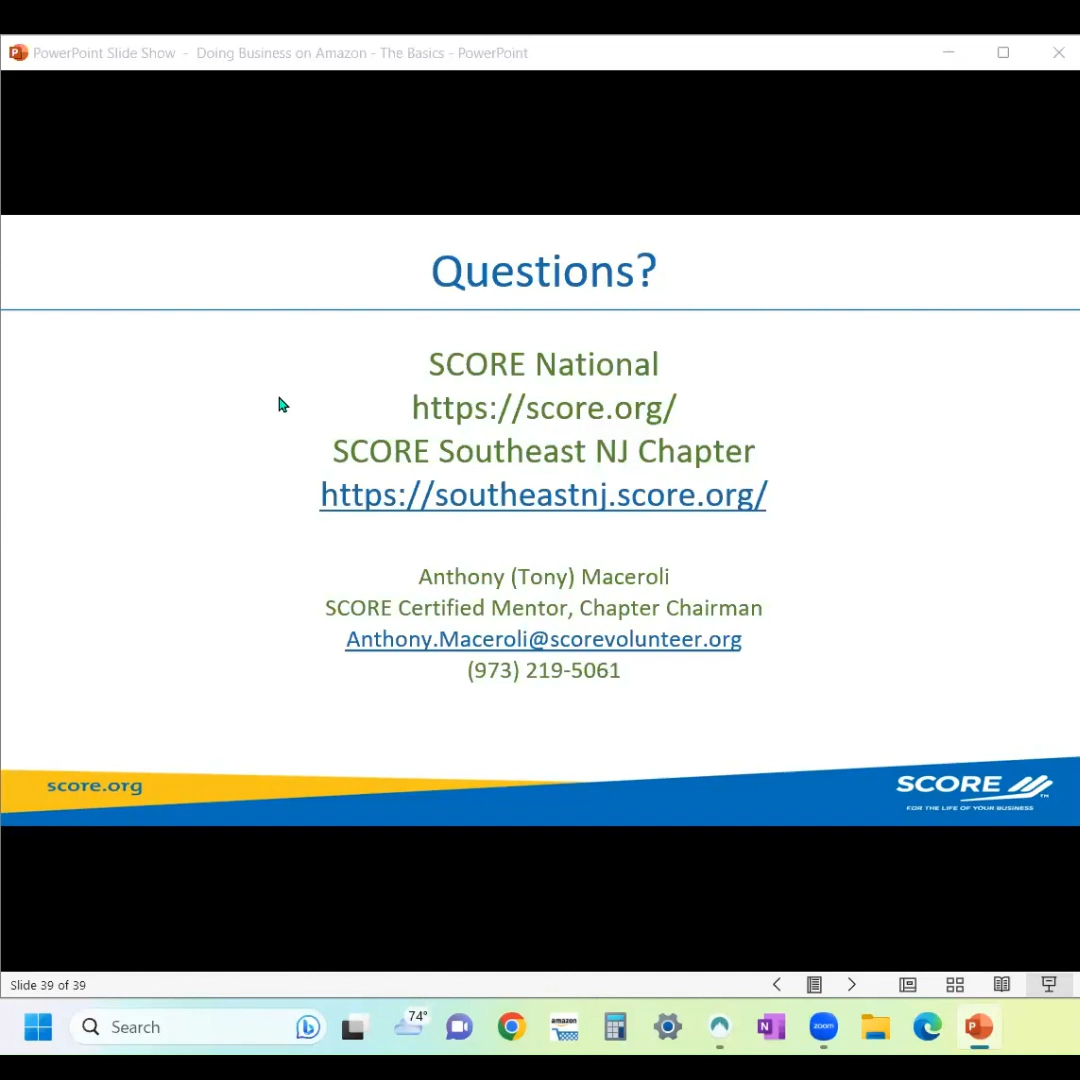 PowerPoint Slide Show - Doing Business on Amazon - The Basics - PowerPoint
Questions?
SCORE National
https://score.org/
SCORE Southeast NJ Chapter
https://southeastnj.score.org/
Anthony (Tony) Maceroli
SCORE Certified Mentor, Chapter Chairman
Anthony.Maceroli@scorevolunteer.org
(973) 219-5061
score.org
SCORE
FOR THE LIFE OF YOUR BUSINESS
Slide 39 of 39
Search
74°
amazon
N
zoom
P